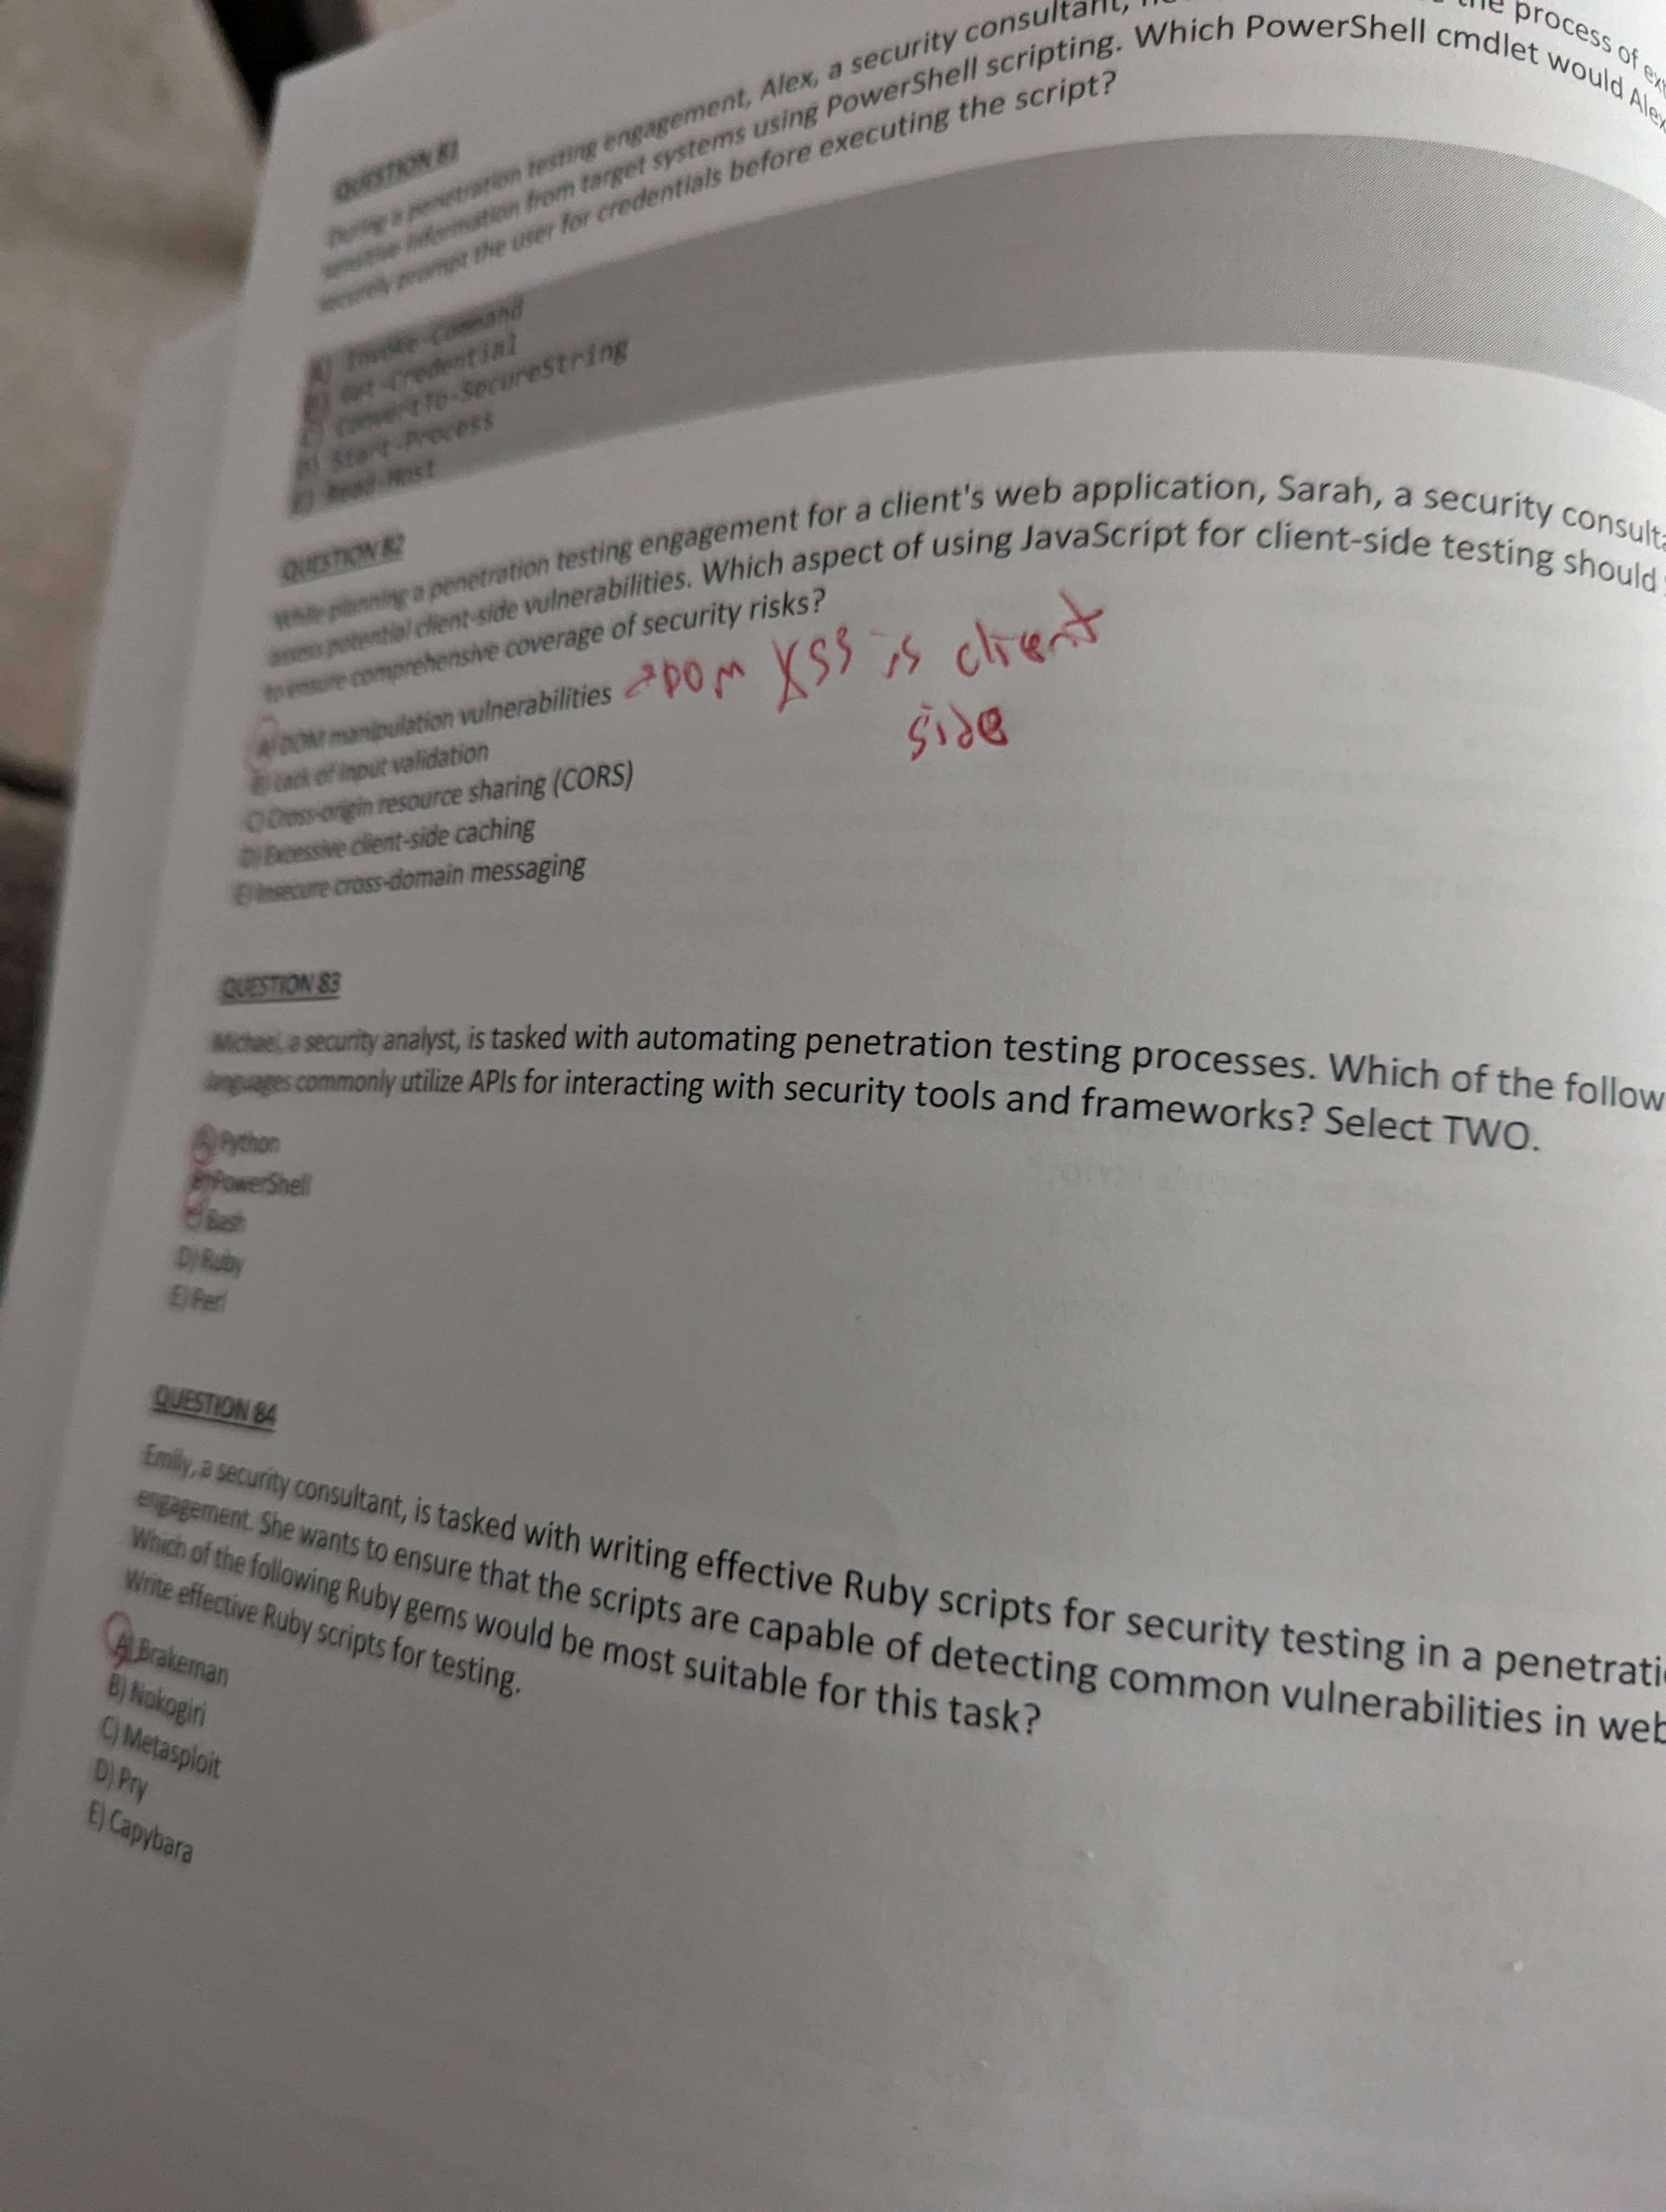 QUESTION 81
During a penetration testing engagement, Alex, a security consultant, the process of
sensitive information from target systems using PowerShell scripting. Which PowerShell cmdlet would Alex
securely prompt the user for credentials before executing the script?
A) Invoke-Command
B) Get-Credential
C) ConvertTo-SecureString
D) Start-Process
E) Read-Host
QUESTION 82
While planning a penetration testing engagement for a client's web application, Sarah, a security
assess potential client-side vulnerabilities. Which aspect of using JavaScript for client-side testing should
to ensure comprehensive coverage of security risks?
A) DOM manipulation vulnerabilities → DOM XSS is client
side
B) Lack of input validation
C) Cross-origin resource sharing (CORS)
D) Excessive client-side caching
E) Insecure cross-domain messaging
QUESTION 83
Michael, a security analyst, is tasked with automating penetration testing processes. Which of the follow
languages commonly utilize APIs for interacting with security tools and frameworks? Select TWO.
A) Python
B) PowerShell
C) Bash
D) Ruby
E) Perl
QUESTION 84
Emily, a security consultant, is tasked with writing effective Ruby scripts for security testing in a penetrati
engagement. She wants to ensure that the scripts are capable of detecting common vulnerabilities in web
Which of the following Ruby gems would be most suitable for this task?
Write effective Ruby scripts for testing.
A) Brakeman
B) Nokogiri
C) Metasploit
D) Pry
E) Capybara